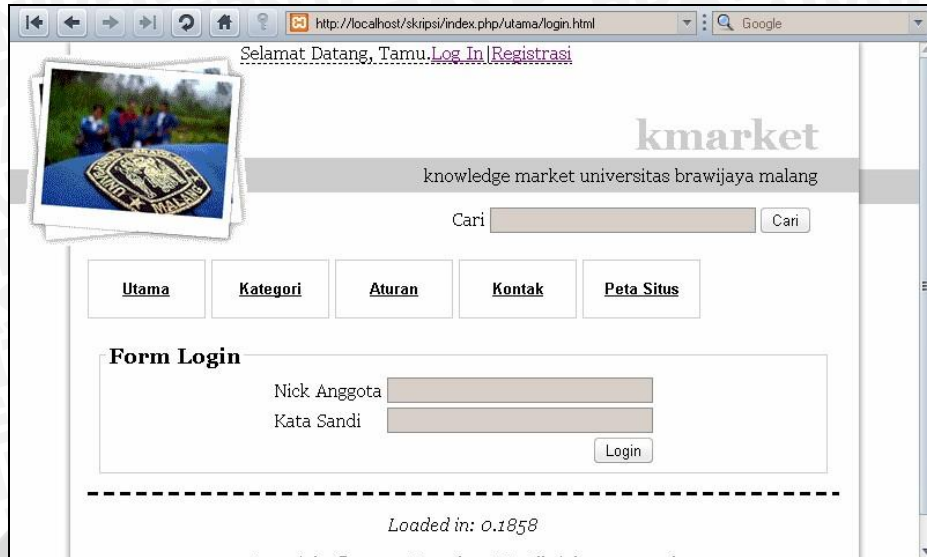 http://localhost/skripsi/index.php/utama/login.html
Google
Selamat Datang, Tamu.Log In|Registrasi
kmarket
knowledge market universitas brawijaya malang
Cari
Cari
Utama
Kategori
Aturan
Kontak
Peta Situs
Form Login
Nick Anggota
Kata Sandi
Login
Loaded in: 0.1858
MALANG